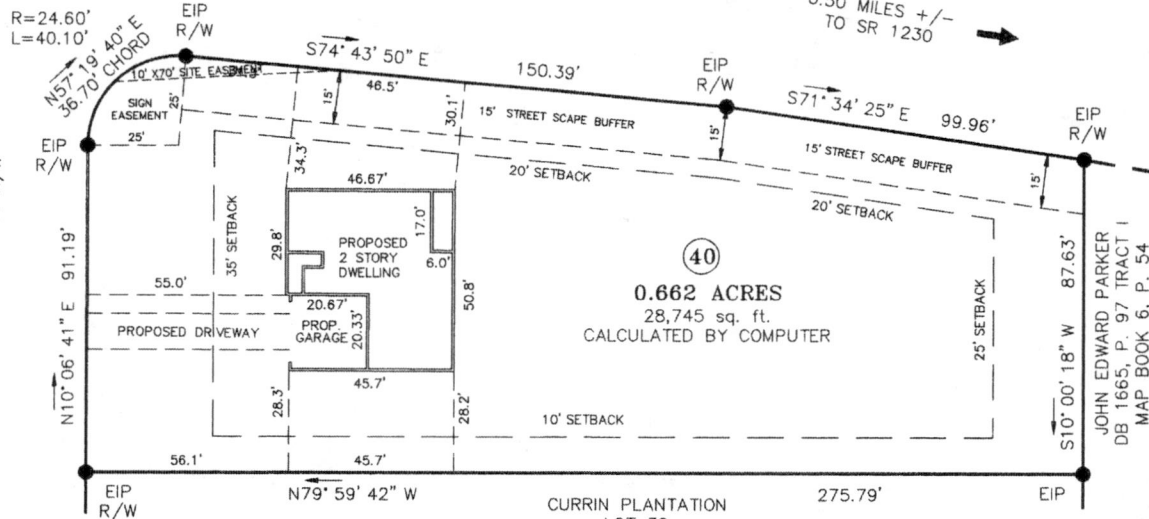 R=24.60'
L=40.10'
N57° 19' 40" E
36.70' CHORD
EIP
R/W
10' X70' SITE EASEMENT
SIGN
EASEMENT
25'
25'
EIP
R/W
S74° 43' 50" E
150.39'
46.5'
15'
30.1'
34.3'
15' STREET SCAPE BUFFER
EIP
R/W
15'
MILES +/-
TO SR 1230
S71° 34' 25" E
99.96'
15' STREET SCAPE BUFFER
15'
EIP
R/W
20' SETBACK
20' SETBACK
35' SETBACK
46.67'
17.0'
6.0'
29.8'
PROPOSED
2 STORY
DWELLING
50.8'
20.67'
20.33'
PROP.
GARAGE
45.7'
55.0'
PROPOSED DRIVEWAY
N10° 06' 41" E 91.19'
40
0.662 ACRES
28,745 sq. ft.
CALCULATED BY COMPUTER
25' SETBACK
S10° 00' 18" W 87.63'
JOHN EDWARD PARKER
DB 1665, P. 97 TRACT I
MAP BOOK 6, P. 54
28.3'
28.2'
10' SETBACK
56.1'
45.7'
EIP
R/W
N79° 59' 42" W
275.79'
EIP
CURRIN PLANTATION